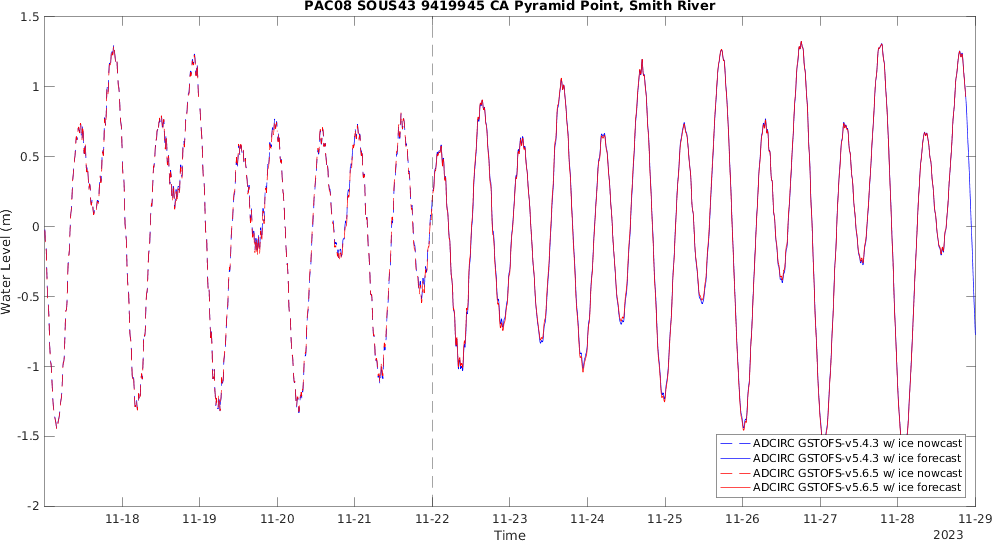 PAC08 SOUS43 9419945 CA Pyramid Point, Smith River
1.5
1
0.5
0
-0.5
-1
-1.5
-2
Water Level (m)
ADCIRC GSTOFS-v5.4.3 w/ ice nowcast
ADCIRC GSTOFS-v5.4.3 w/ ice forecast
ADCIRC GSTOFS-v5.6.5 w/ ice nowcast
ADCIRC GSTOFS-v5.6.5 w/ ice forecast
11-18 11-19 11-20 11-21 11-22 11-23 11-24 11-25 11-26 11-27 11-28 11-29
Time
2023